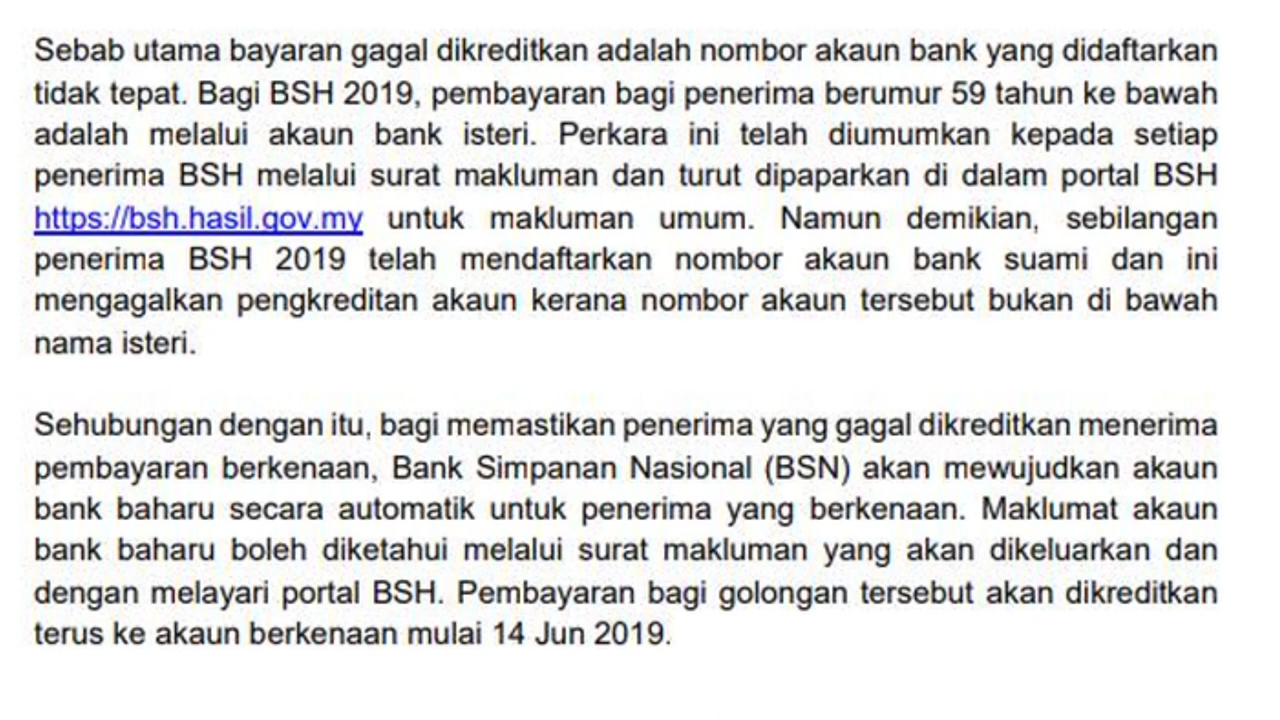 Sebab utama bayaran gagal dikreditkan adalah nombor akaun bank yang didaftarkan
tidak tepat. Bagi BSH 2019, pembayaran bagi penerima berumur 59 tahun ke bawah
adalah melalui akaun bank isteri. Perkara ini telah diumumkan kepada setiap
penerima BSH melalui surat makluman dan turut dipaparkan di dalam portal BSH
https://bsh.hasil.gov.my untuk makluman umum. Namun demikian, sebilangan
penerima BSH 2019 telah mendaftarkan nombor akaun bank suami dan ini
mengagalkan pengkreditan akaun kerana nombor akaun tersebut bukan di bawah
nama isteri.
Sehubungan dengan itu, bagi memastikan penerima yang gagal dikreditkan menerima
pembayaran berkenaan, Bank Simpanan Nasional (BSN) akan mewujudkan akaun
bank baharu secara automatik untuk penerima yang berkenaan. Maklumat akaun
bank baharu boleh diketahui melalui surat makluman yang akan dikeluarkan dan
dengan melayari portal BSH. Pembayaran bagi golongan tersebut akan dikreditkan
terus ke akaun berkenaan mulai 14 Jun 2019.